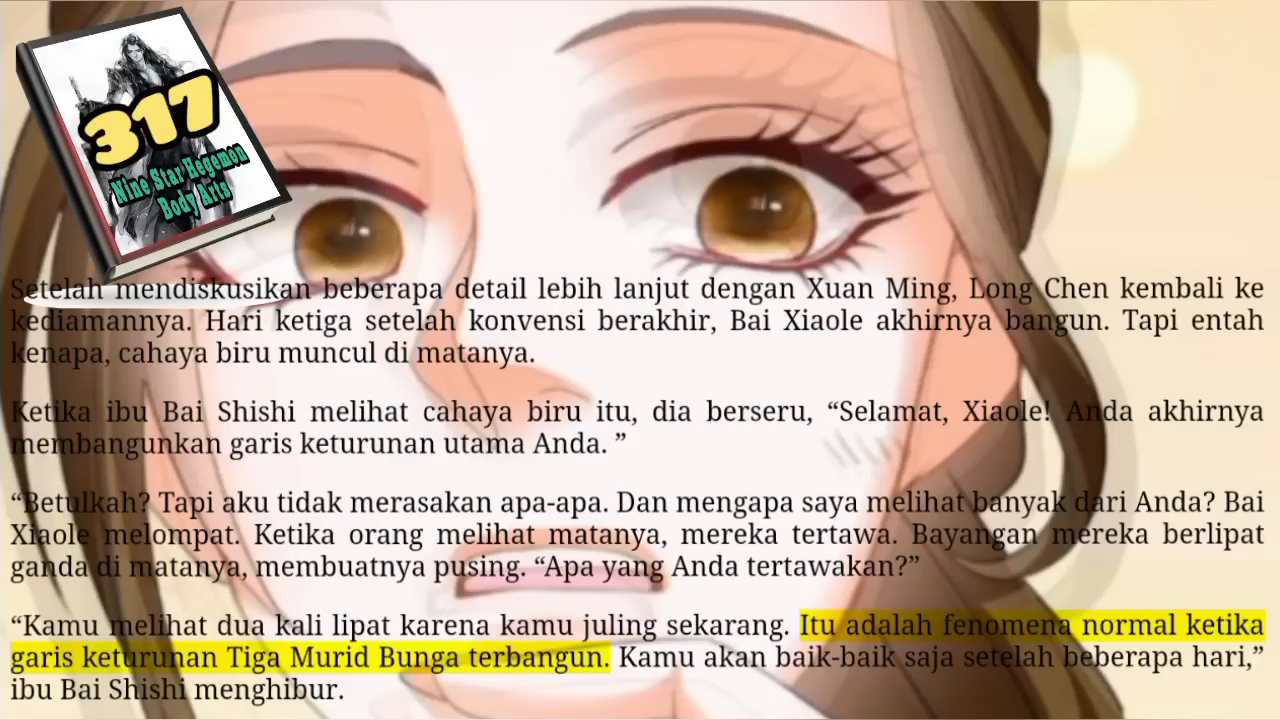 317
Nine Star Hegemon
Body Arts
Setelah mendiskusikan beberapa detail lebih lanjut dengan Xuan Ming, Long Chen kembali ke
kediamannya. Hari ketiga setelah konvensi berakhir, Bai Xiaole akhirnya bangun. Tapi entah
kenapa, cahaya biru muncul di matanya.
Ketika ibu Bai Shishi melihat cahaya biru itu, dia berseru, “Selamat, Xiaole! Anda akhirnya
membangunkan garis keturunan utama Anda. ”
“Betulkah? Tapi aku tidak merasakan apa-apa. Dan mengapa saya melihat banyak dari Anda? Bai
Xiaole melompat. Ketika orang melihat matanya, mereka tertawa. Bayangan mereka berlipat
ganda di matanya, membuatnya pusing. “Apa yang Anda tertawakan?”
“Kamu melihat dua kali lipat karena kamu juling sekarang. Itu adalah fenomena normal ketika
garis keturunan Tiga Murid Bunga terbangun. Kamu akan baik-baik saja setelah beberapa hari,”
ibu Bai Shishi menghibur.